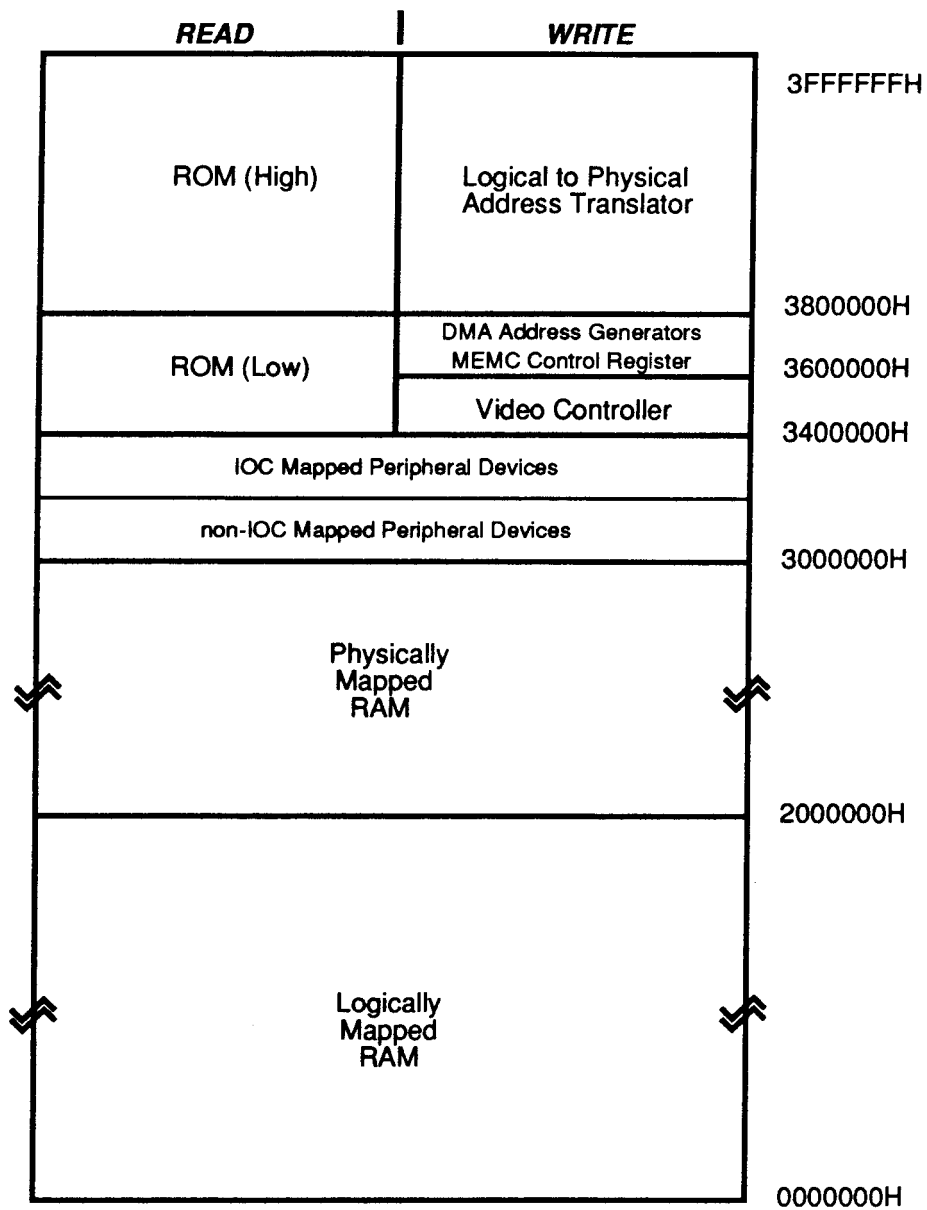 READ | WRITE
3FFFFFFH
ROM (High)
Logical to Physical
Address Translator
3800000H
DMA Address Generators
MEMC Control Register
ROM (Low)
3600000H
Video Controller
3400000H
IOC Mapped Peripheral Devices
non-IOC Mapped Peripheral Devices
3000000H
Physically
Mapped
RAM
2000000H
Logically
Mapped
RAM
0000000H